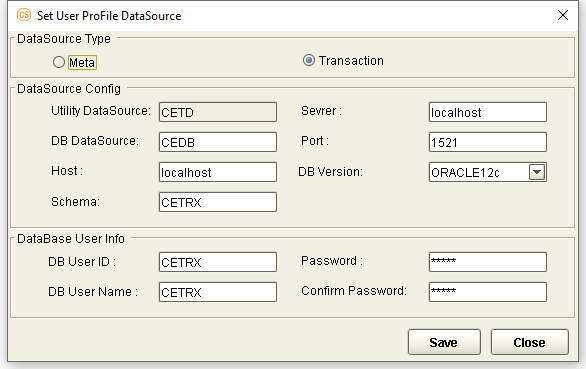 CS Set User ProFile DataSource
DataSource Type
Meta Transaction
DataSource Config
Utility DataSource: CETD Sevrer : localhost
DB DataSource: CEDB Port : 1521
Host : localhost DB Version: ORACLE12c
Schema: CETRX
DataBase User Info
DB User ID : CETRX Password : *****
DB User Name : CETRX Confirm Password: *****
Save Close